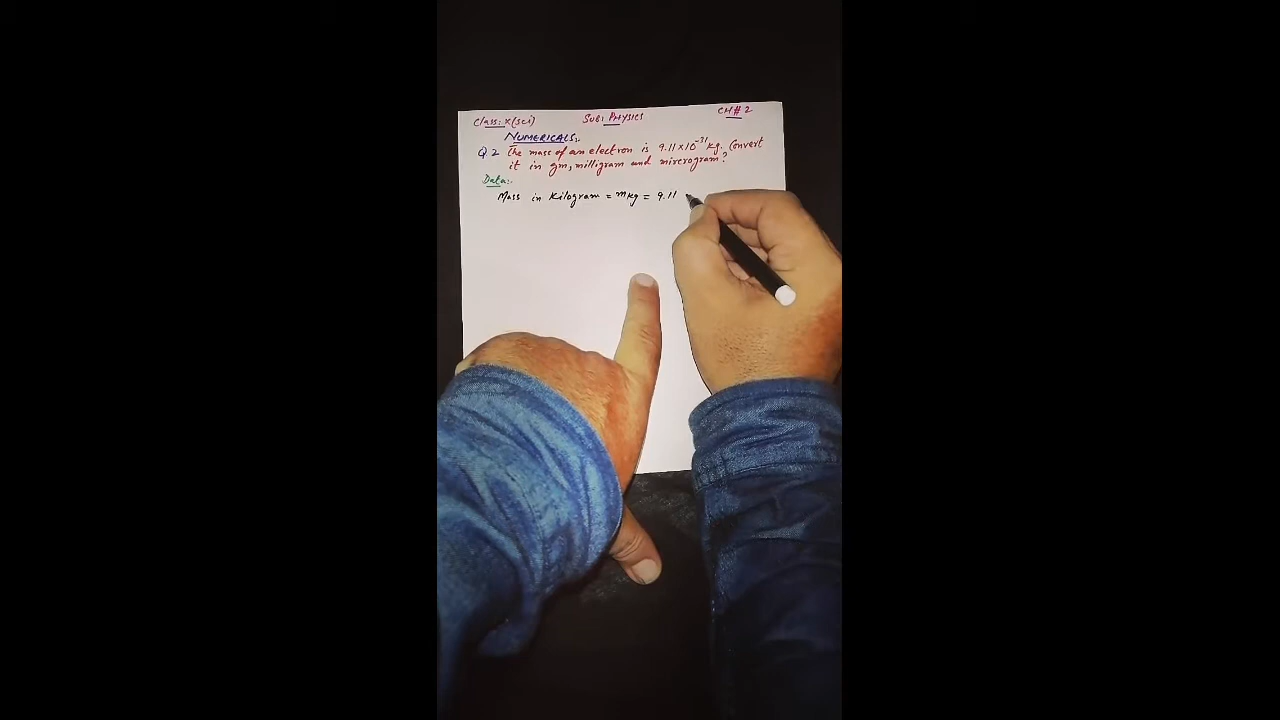 Class: X(Sci) Sub: PHYSICS CH# 2
NUMERICALS:
Q.2 The mass of an electron is 9.11×10⁻³¹ kg. Convert
it in gm, milligram and mircrogram?
Data:
Mass in Kilogram = mkg = 9.11